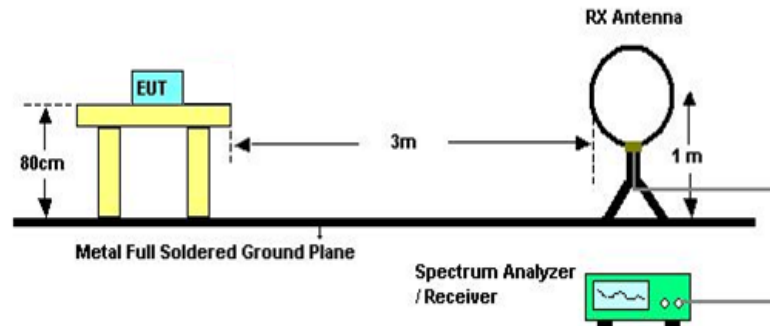 RX Antenna
EUT
80cm
3m
1 m
Metal Full Soldered Ground Plane
Spectrum Analyzer
/ Receiver